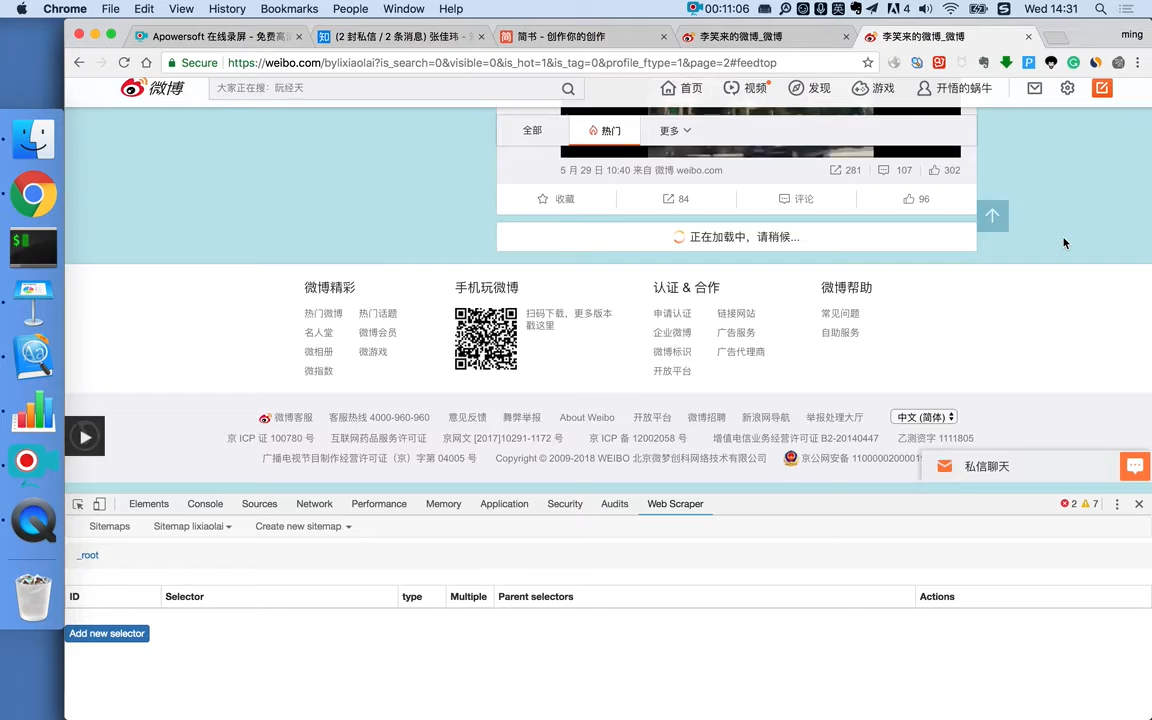 Chrome File Edit View History Bookmarks People Window Help 00:11:06 4 Wed 14:31
Apowersoft 在线录屏 - 免费高清 (2 封私信 / 2 条消息) 张佳玮 - 简书 - 创作你的创作 李笑来的微博_微博 李笑来的微博_微博 ming
Secure https://weibo.com/bylixiaolai?is_search=0&visible=0&is_hot=1&is_tag=0&profile_ftype=1&page=2#feedtop
微博 大家正在搜：阮经天 首页 视频 发现 游戏 开悟的蜗牛
全部 热门 更多
5 月 29 日 10:40 来自 微博 weibo.com 281 107 302
收藏 84 评论 96
正在加载中，请稍候...
微博精彩 手机玩微博 认证 & 合作 微博帮助
热门微博 热门话题 扫码下载，更多版本 申请认证 链接网站 常见问题
戳这里
名人堂 微博会员 企业微博 广告服务 自助服务
微相册 微游戏 微博标识 广告代理商
微指数 开放平台
微博客服 客服热线 4000-960-960 意见反馈 舞弊举报 About Weibo 开放平台 微博招聘 新浪网导航 举报处理大厅 中文 (简体)
京 ICP 证 100780 号 互联网药品服务许可证 京网文 [2017]10291-1172 号 京 ICP 备 12002058 号 增值电信业务经营许可证 B2-20140447 乙测资字 1111805
广播电视节目制作经营许可证（京）字第 04005 号 Copyright © 2009-2018 WEIBO 北京微梦创科网络技术有限公司 京公网安备 1100000200001
私信聊天
Elements Console Sources Network Performance Memory Application Security Audits Web Scraper 2 7
Sitemaps Sitemap lixiaolai Create new sitemap
_root
ID Selector type Multiple Parent selectors Actions
Add new selector